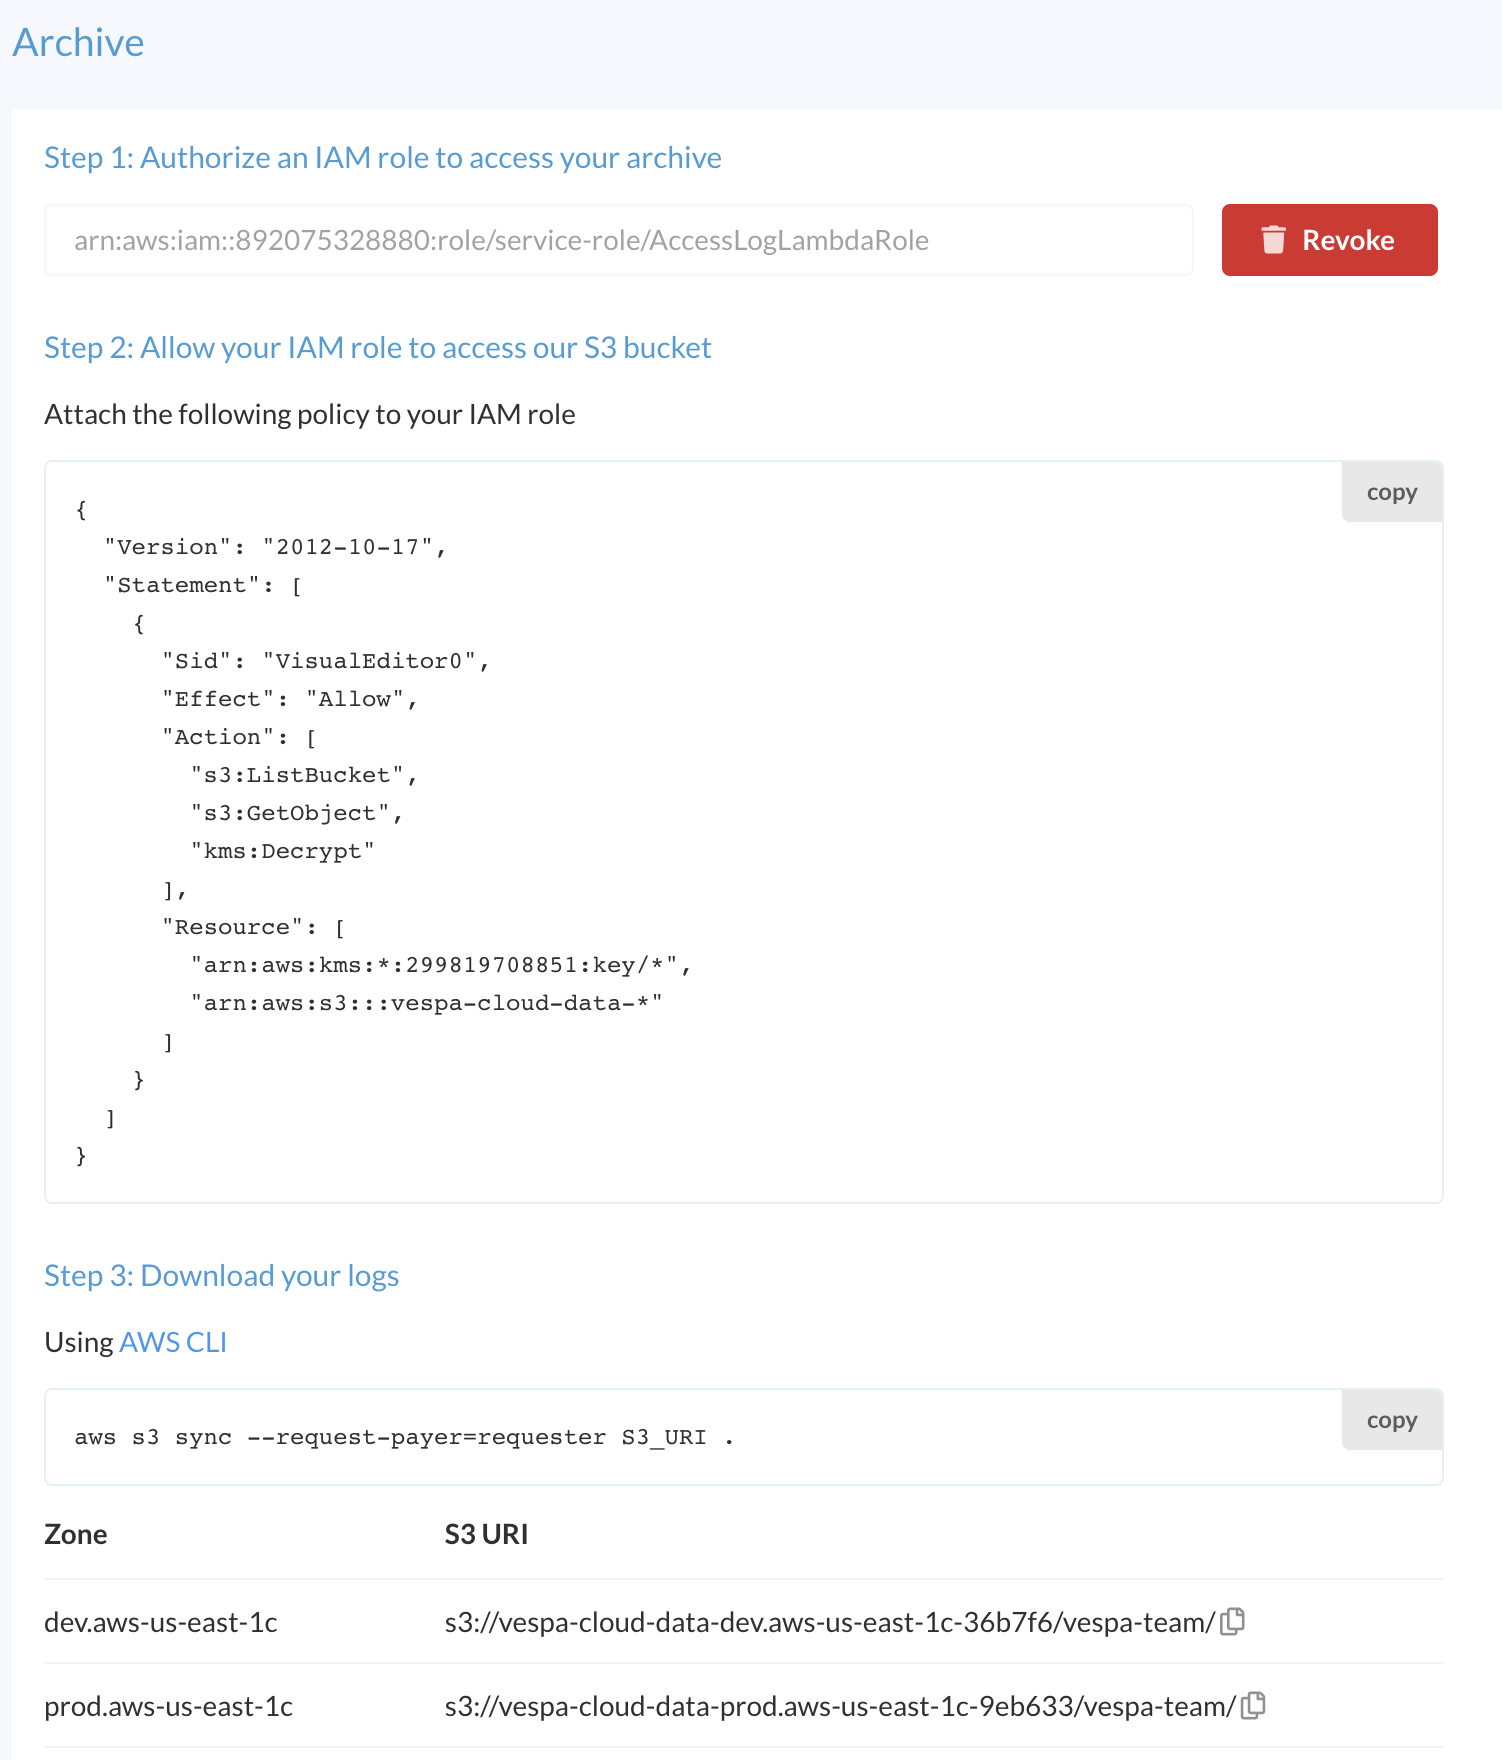 Archive
Step 1: Authorize an IAM role to access your archive
arn:aws:iam::892075328880:role/service-role/AccessLogLambdaRole
Revoke
Step 2: Allow your IAM role to access our S3 bucket
Attach the following policy to your IAM role
copy
{
  "Version": "2012-10-17",
  "Statement": [
    {
      "Sid": "VisualEditor0",
      "Effect": "Allow",
      "Action": [
        "s3:ListBucket",
        "s3:GetObject",
        "kms:Decrypt"
      ],
      "Resource": [
        "arn:aws:kms:*:299819708851:key/*",
        "arn:aws:s3:::vespa-cloud-data-*"
      ]
    }
  ]
}
Step 3: Download your logs
Using AWS CLI
copy
aws s3 sync --request-payer=requester S3_URI .
Zone S3 URI
dev.aws-us-east-1c s3://vespa-cloud-data-dev.aws-us-east-1c-36b7f6/vespa-team/
prod.aws-us-east-1c s3://vespa-cloud-data-prod.aws-us-east-1c-9eb633/vespa-team/